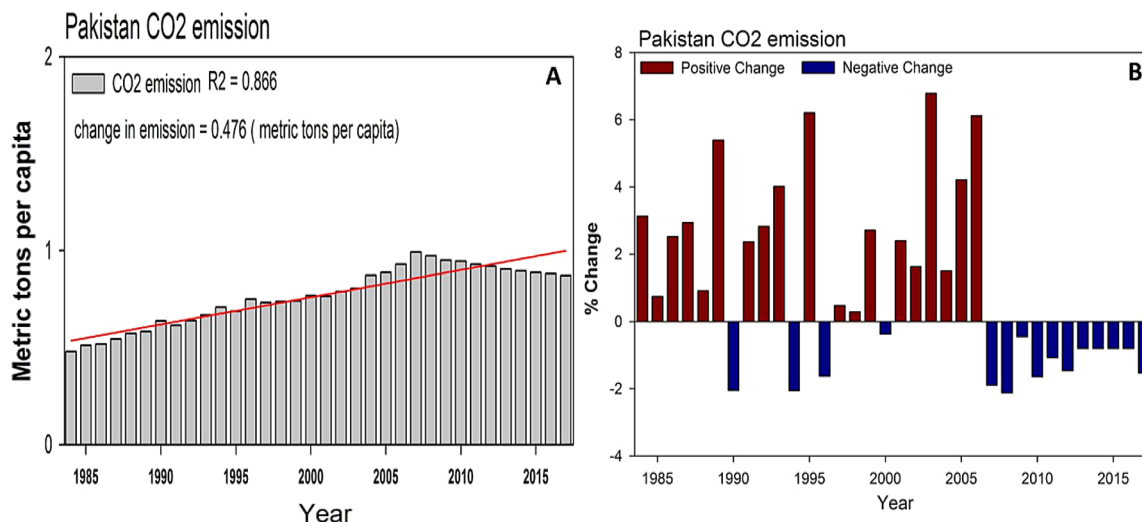 Pakistan CO2 emission
2
CO2 emission R2 = 0.866
A
change in emission = 0.476 ( metric tons per capita)
Metric tons per capita
1
0
1985 1990 1995 2000 2005 2010 2015
Year
Pakistan CO2 emission
8
Positive Change Negative Change
B
6
4
% Change
2
0
-2
-4
1985 1990 1995 2000 2005 2010 2015
Year